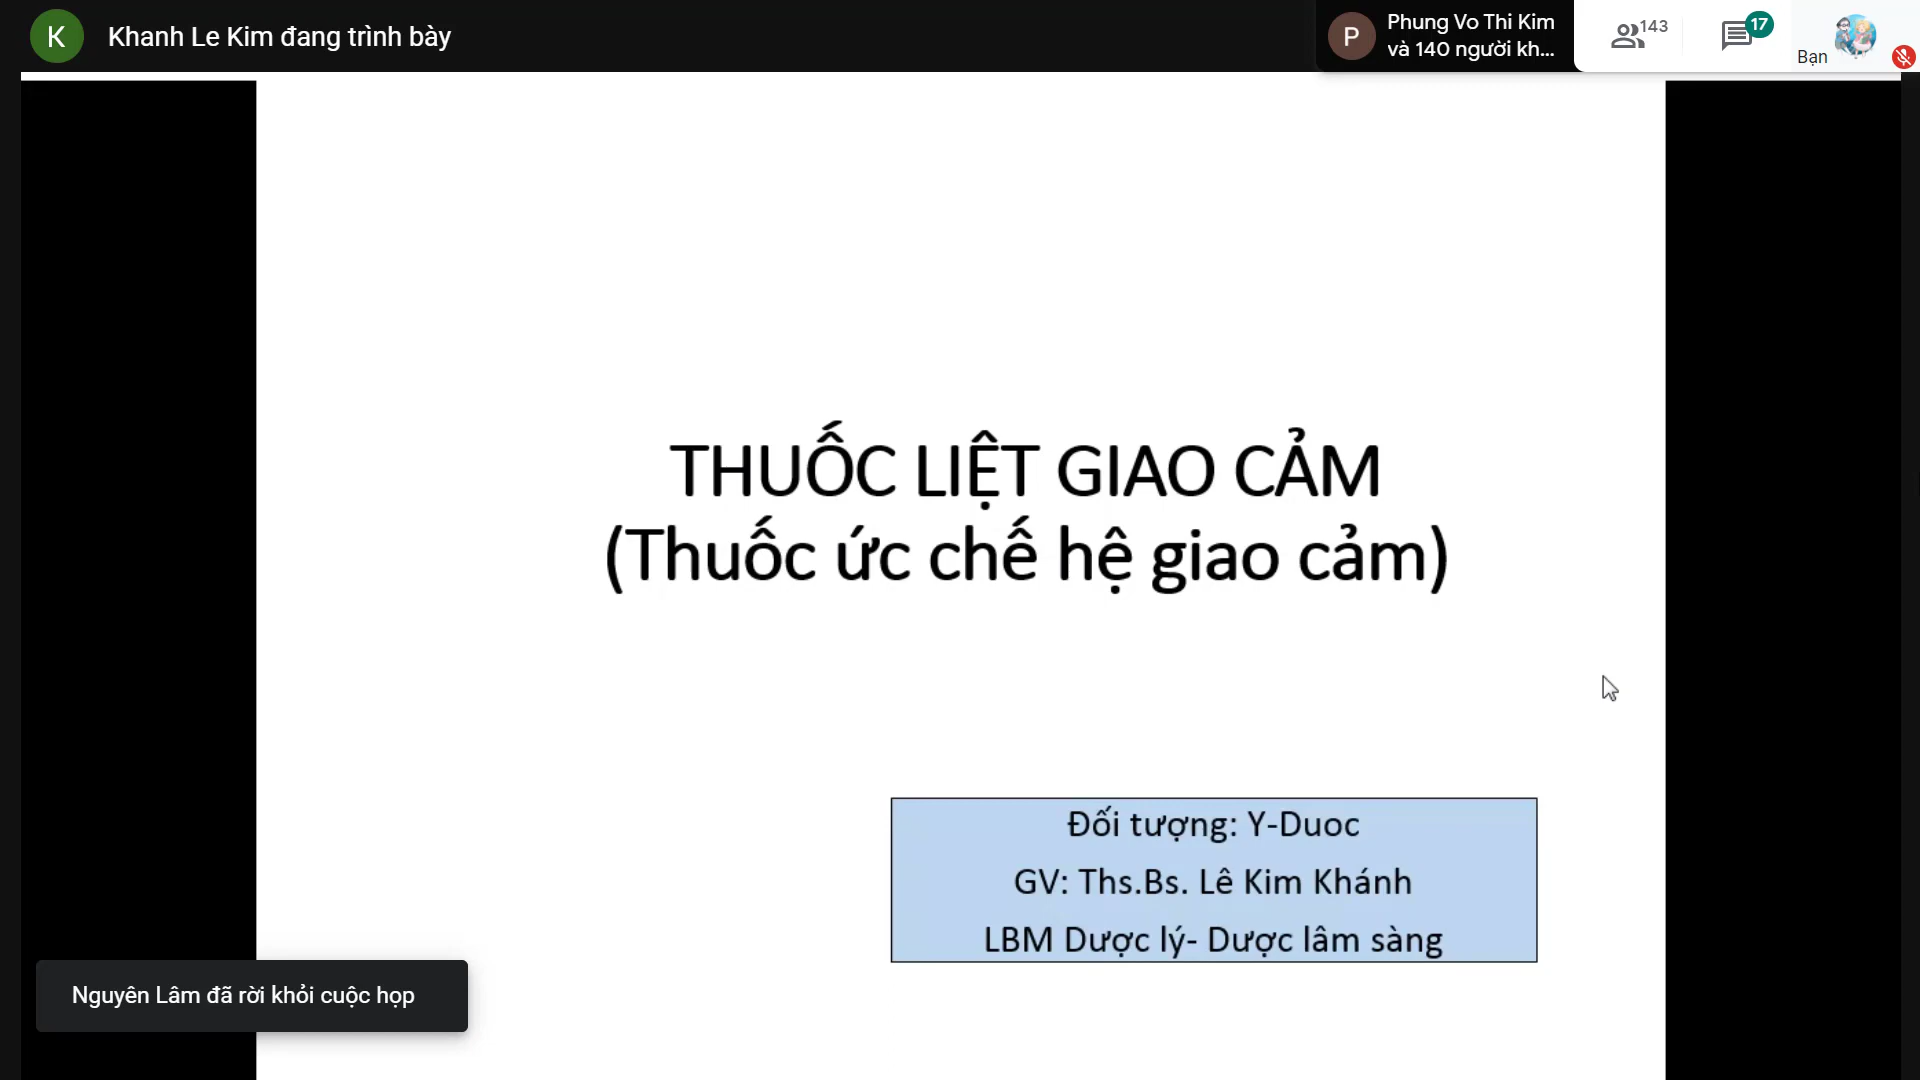 K
Khanh Le Kim đang trình bày
P
Phung Vo Thi Kim
và 140 người kh...
143
17
Bạn
THUỐC LIỆT GIAO CẢM
(Thuốc ức chế hệ giao cảm)
Đối tượng: Y-Duoc
GV: Ths.Bs. Lê Kim Khánh
LBM Dược lý- Dược lâm sàng
Nguyên Lâm đã rời khỏi cuộc họp